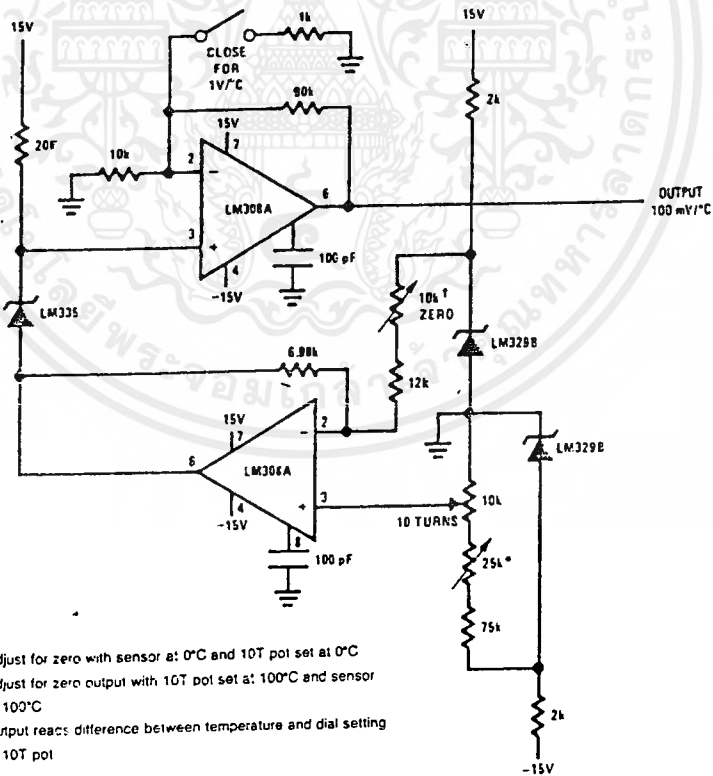 15V
1k
CLOSE
FOR
1V/°C
90k
15V
2k
20F
10k
15V
7
2
-
6
LM308A
3
+
4
-15V
100 pF
OUTPUT
100 mV/°C
LM335
10k†
ZERO
LM329B
6.98k
12k
15V
7
2
-
6
LM308A
3
+
4
-15V
8
100 pF
10 TURNS
10k
LM329B
25k*
75k
2k
-15V
djust for zero with sensor at 0°C and 10T pot set at 0°C
djust for zero output with 10T pot set at 100°C and sensor
100°C
utput reads difference between temperature and dial setting
10T pot